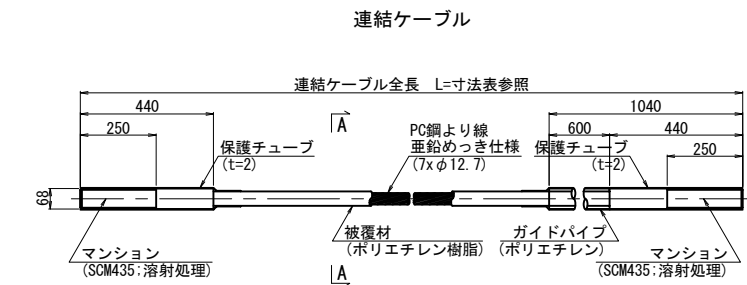 連結ケーブル
連結ケーブル全長　L=寸法表参照
440
1040
250
A
PC鋼より線
亜鉛めっき仕様
(7xφ12.7)
600
440
保護チューブ
(t=2)
保護チューブ
(t=2)
250
68
マンション
(SCM435;溶射処理)
被覆材
(ポリエチレン樹脂)
ガイドパイプ
(ポリエチレン)
マンション
(SCM435;溶射処理)
A